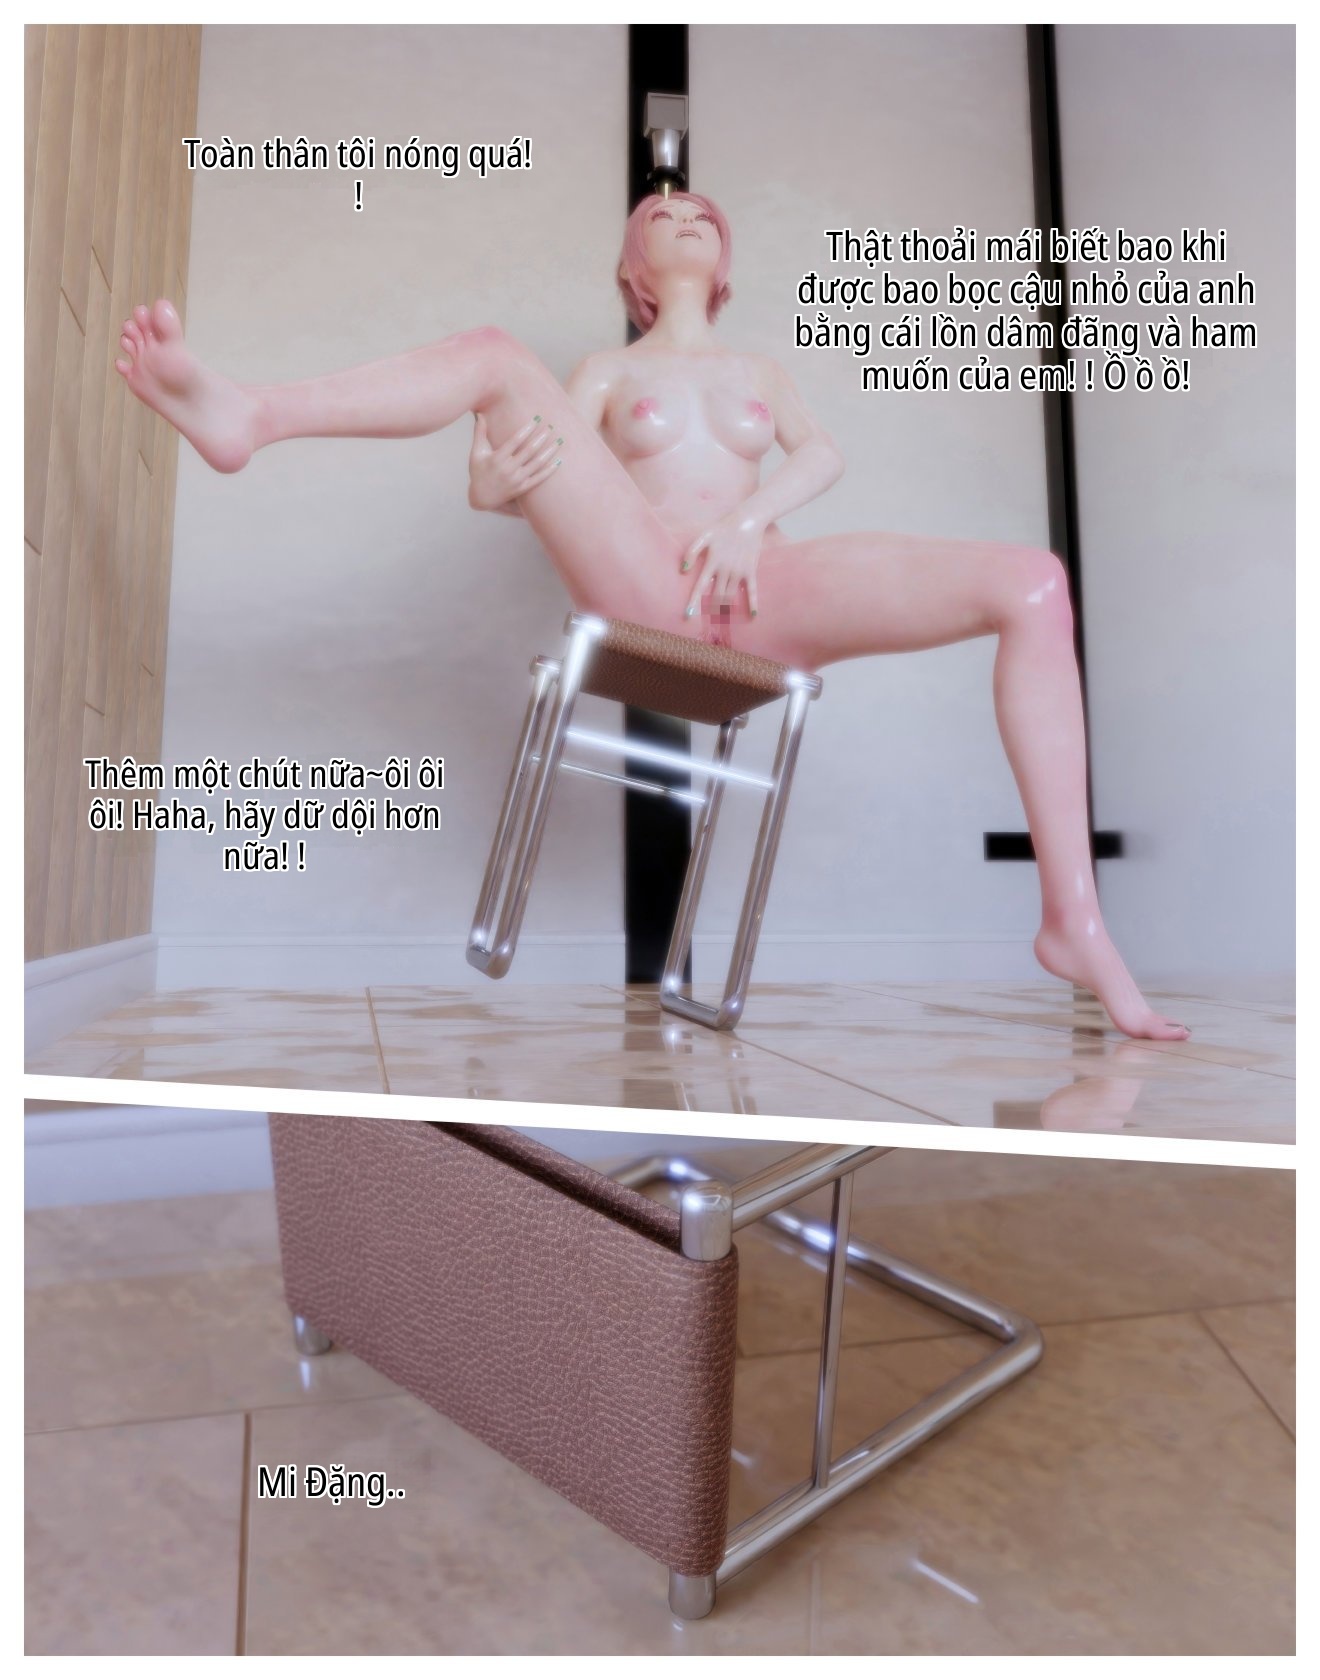 Toàn thân tôi nóng quá!
!
Thật thoải mái biết bao khi
được bao bọc cậu nhỏ của anh
bằng cái lồn dâm đãng và ham
muốn của em! ! Ồ ồ ồ!
Thêm một chút nữa~ôi ôi
ôi! Haha, hãy dữ dội hơn
nữa! !
Mi Đặng..